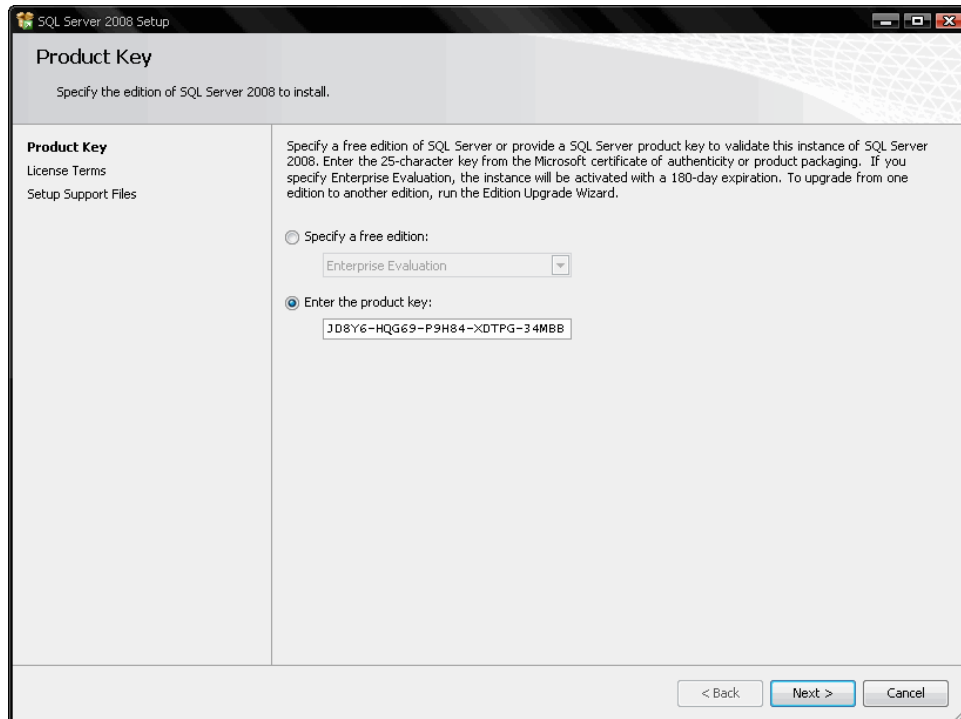 SQL Server 2008 Setup
Product Key
Specify the edition of SQL Server 2008 to install.
Product Key
License Terms
Setup Support Files
Specify a free edition of SQL Server or provide a SQL Server product key to validate this instance of SQL Server
2008. Enter the 25-character key from the Microsoft certificate of authenticity or product packaging. If you
specify Enterprise Evaluation, the instance will be activated with a 180-day expiration. To upgrade from one
edition to another edition, run the Edition Upgrade Wizard.
Specify a free edition:
Enterprise Evaluation
Enter the product key:
JD8Y6-HQG69-P9H84-XDTPG-34MBB
< Back
Next >
Cancel